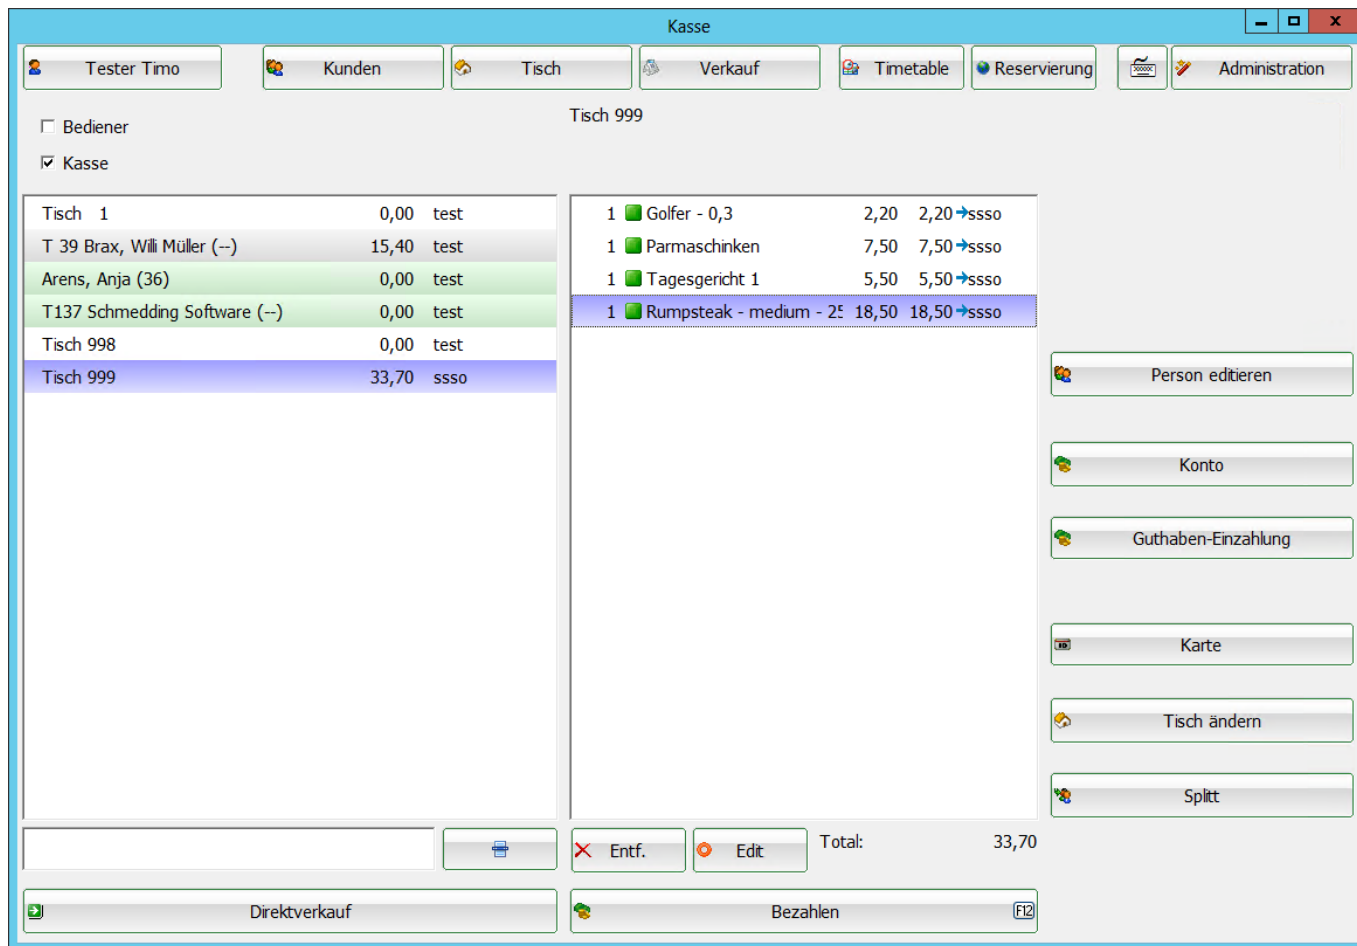 Kasse
Tester Timo Kunden Tisch Verkauf Timetable Reservierung Administration
Bediener
Kasse
Tisch 999
Tisch 1 0,00 test
T 39 Brax, Willi Müller (--) 15,40 test
Arens, Anja (36) 0,00 test
T137 Schmedding Software (--) 0,00 test
Tisch 998 0,00 test
Tisch 999 33,70 ssso
1 Golfer - 0,3 2,20 2,20 ssso
1 Parmaschinken 7,50 7,50 ssso
1 Tagesgericht 1 5,50 5,50 ssso
1 Rumpsteak - medium - 25 18,50 18,50 ssso
Person editieren
Konto
Guthaben-Einzahlung
Karte
Tisch ändern
Splitt
Entf. Edit Total: 33,70
Direktverkauf
Bezahlen F12